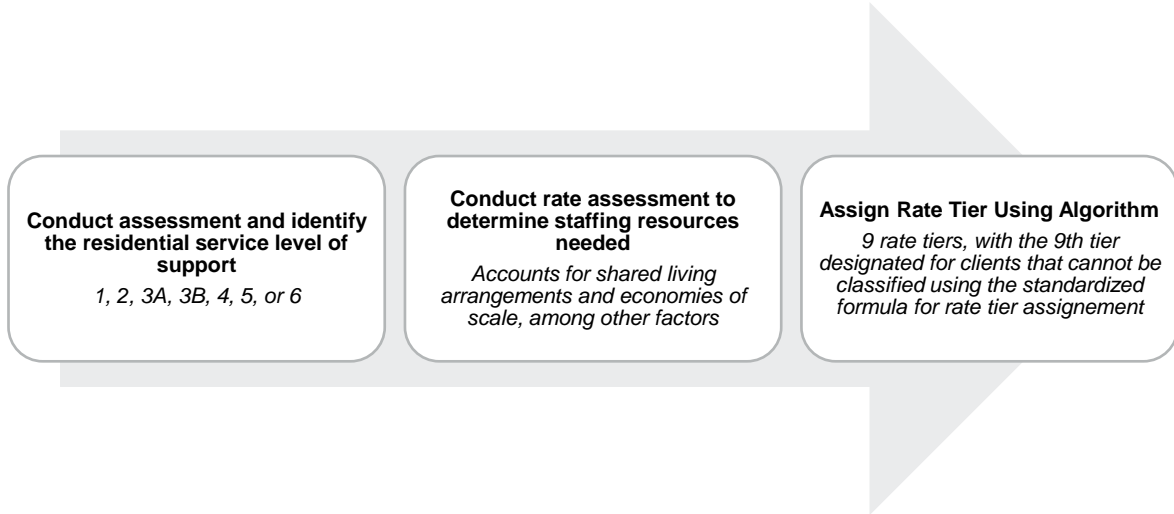 Conduct assessment and identify
the residential service level of
support
1, 2, 3A, 3B, 4, 5, or 6
Conduct rate assessment to
determine staffing resources
needed
Accounts for shared living
arrangements and economies of
scale, among other factors
Assign Rate Tier Using Algorithm
9 rate tiers, with the 9th tier
designated for clients that cannot be
classified using the standardized
formula for rate tier assignement